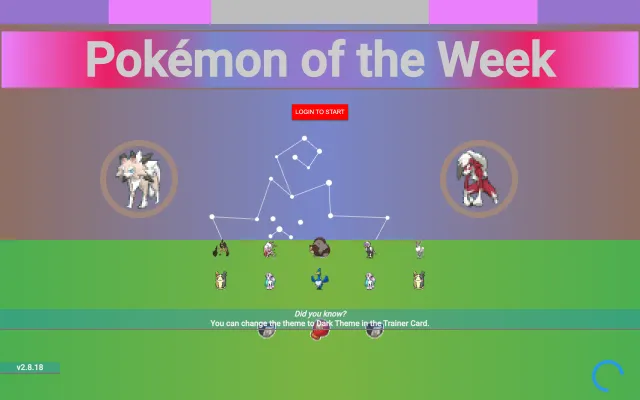 Pokémon of the Week
LOGIN TO START
Did you know?
You can change the theme to Dark Theme in the Trainer Card.
v2.8.18